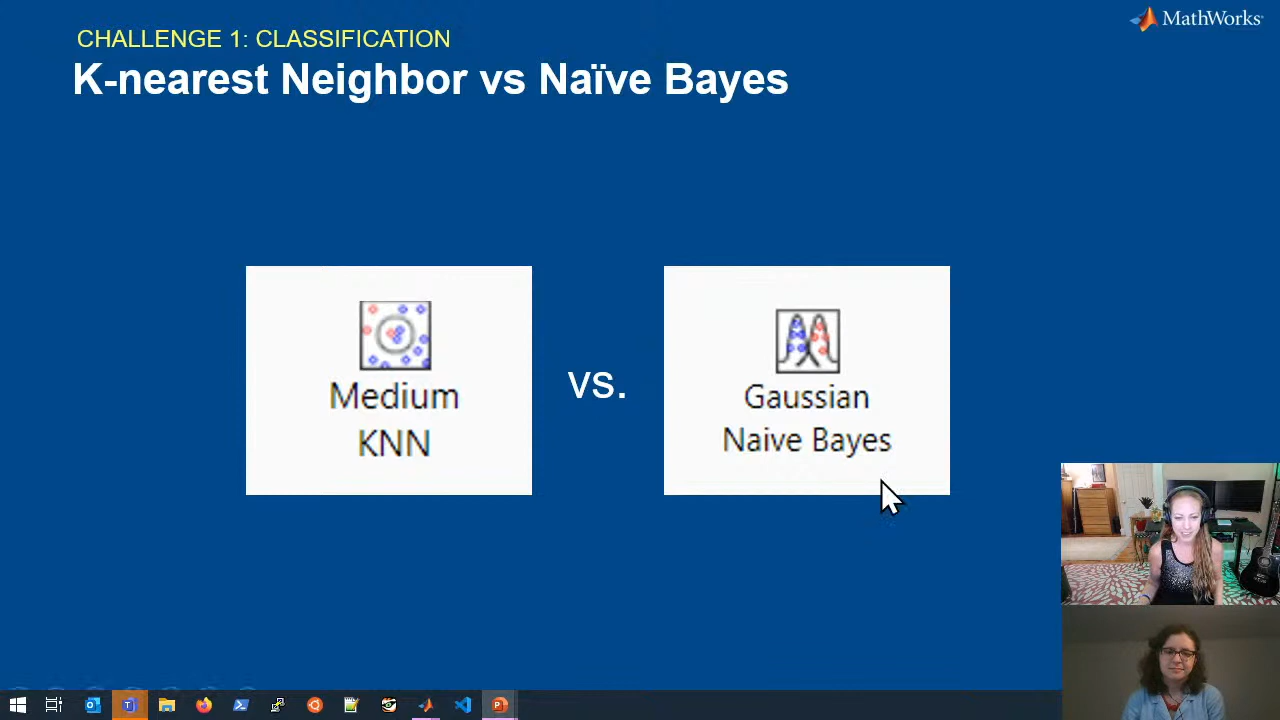 MathWorks
CHALLENGE 1: CLASSIFICATION
K-nearest Neighbor vs Naïve Bayes
Medium
KNN
vs.
Gaussian
Naive Bayes